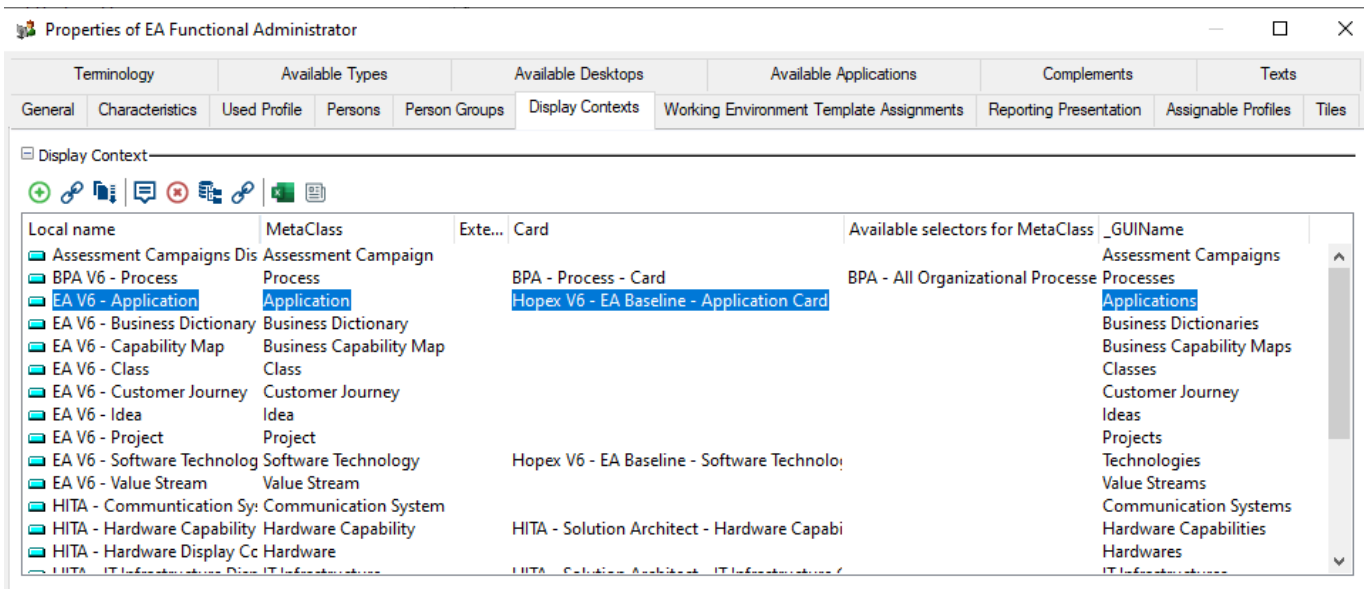 Properties of EA Functional Administrator
Terminology Available Types Available Desktops Available Applications Complements Texts
General Characteristics Used Profile Persons Person Groups Display Contexts Working Environment Template Assignments Reporting Presentation Assignable Profiles Tiles
Display Context
Local name MetaClass Exte... Card Available selectors for MetaClass _GUIName
Assessment Campaigns Dis Assessment Campaign Assessment Campaigns
BPA V6 - Process Process BPA - Process - Card BPA - All Organizational Processe Processes
EA V6 - Application Application Hopex V6 - EA Baseline - Application Card Applications
EA V6 - Business Dictionary Business Dictionary Business Dictionaries
EA V6 - Capability Map Business Capability Map Business Capability Maps
EA V6 - Class Class Classes
EA V6 - Customer Journey Customer Journey Customer Journey
EA V6 - Idea Idea Ideas
EA V6 - Project Project Projects
EA V6 - Software Technolog Software Technology Hopex V6 - EA Baseline - Software Technolo Technologies
EA V6 - Value Stream Value Stream Value Streams
HITA - Communtication Sy Communication System Communication Systems
HITA - Hardware Capability Hardware Capability HITA - Solution Architect - Hardware Capabi Hardware Capabilities
HITA - Hardware Display Cc Hardware Hardwares